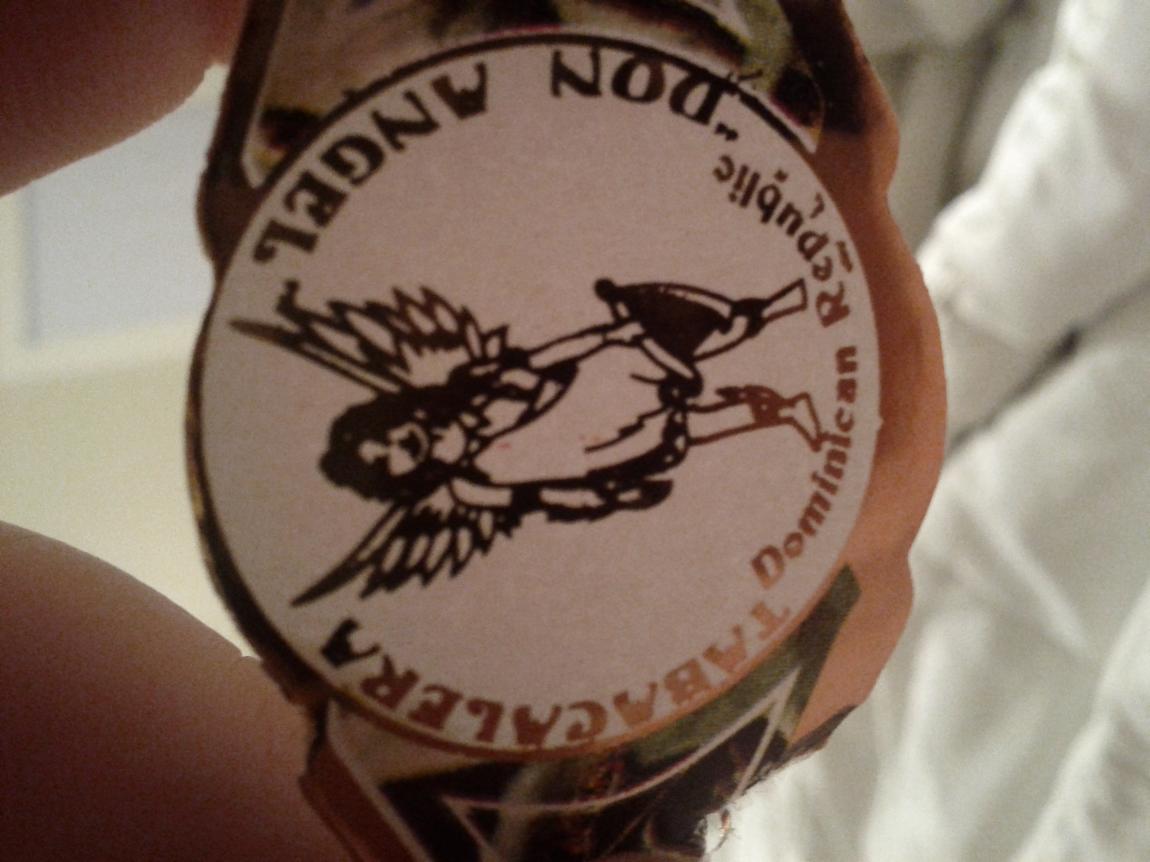 TABACALERA
"DON ANGEL"
Dominican Republic